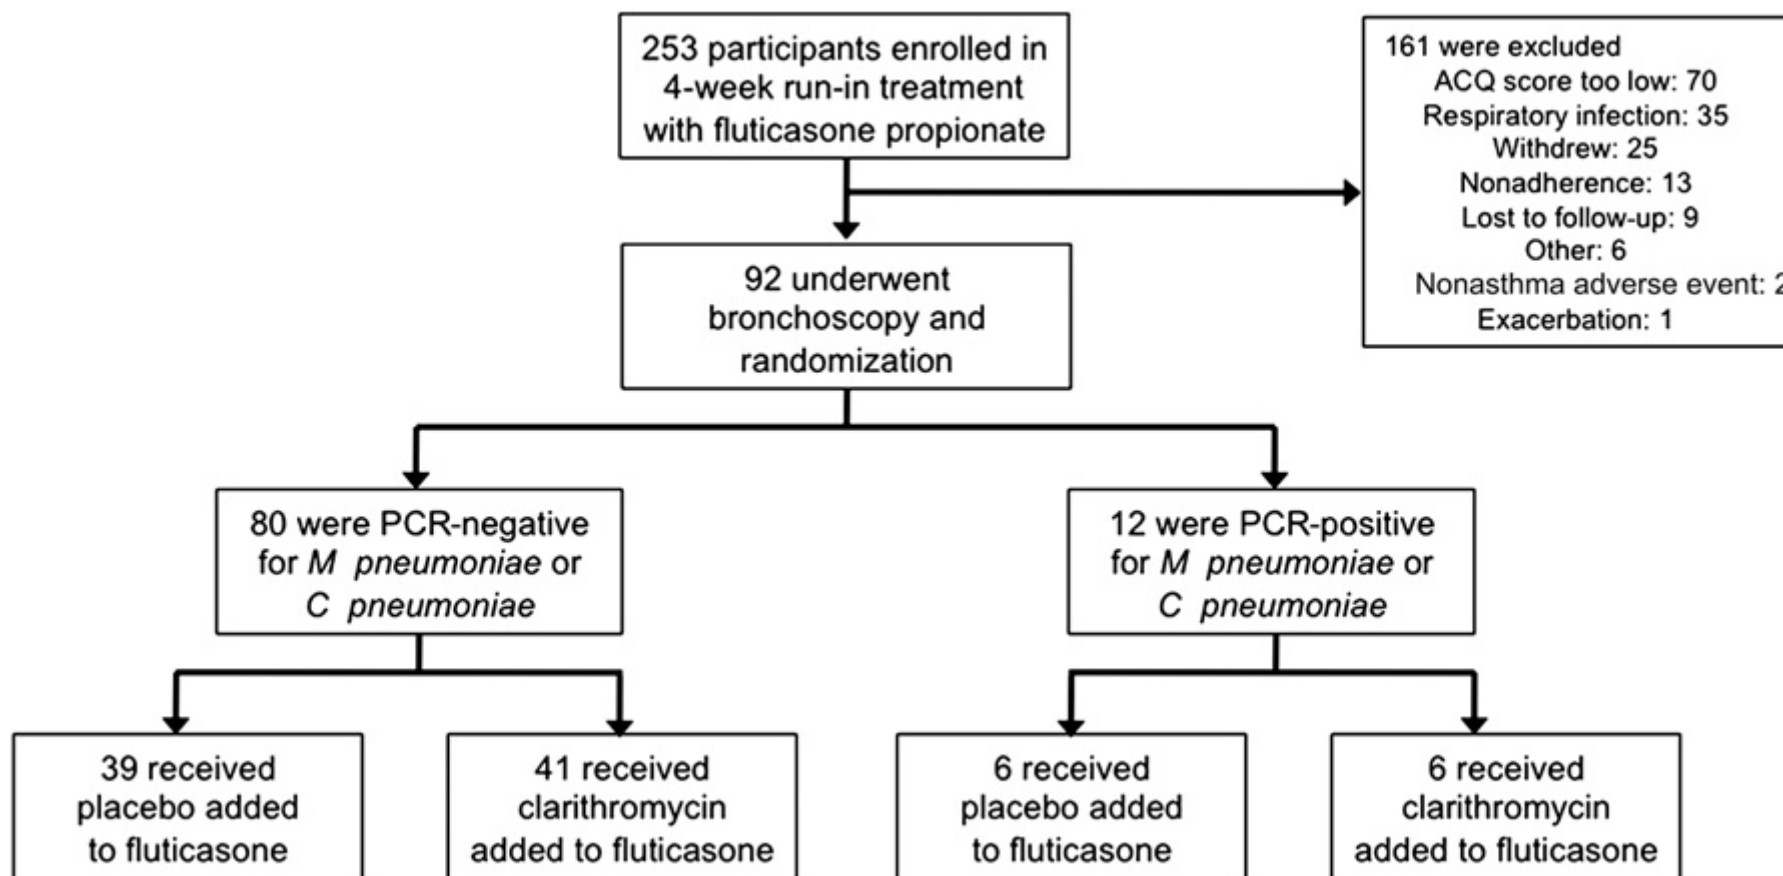 253 participants enrolled in
4-week run-in treatment
with fluticasone propionate
161 were excluded
ACQ score too low: 70
Respiratory infection: 35
Withdrew: 25
Nonadherence: 13
Lost to follow-up: 9
Other: 6
Nonasthma adverse event: 2
Exacerbation: 1
92 underwent
bronchoscopy and
randomization
80 were PCR-negative
for M pneumoniae or
C pneumoniae
12 were PCR-positive
for M pneumoniae or
C pneumoniae
39 received
placebo added
to fluticasone
41 received
clarithromycin
added to fluticasone
6 received
placebo added
to fluticasone
6 received
clarithromycin
added to fluticasone